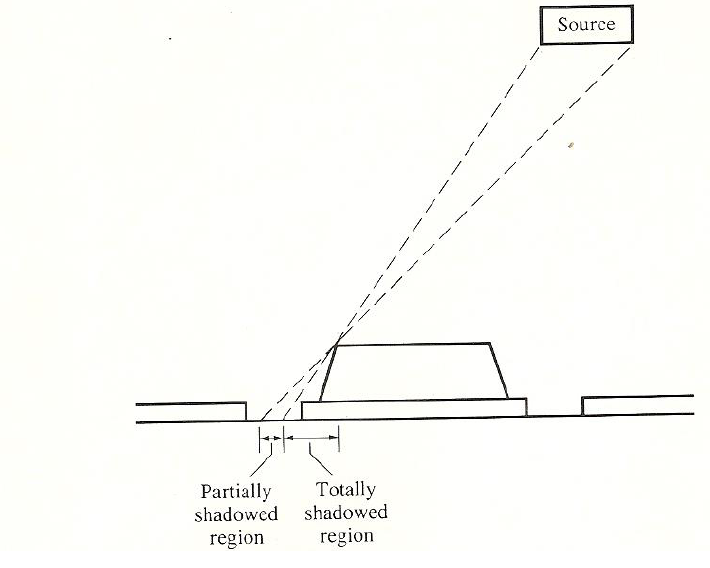 Source
Partially
shadowed
region
Totally
shadowed
region